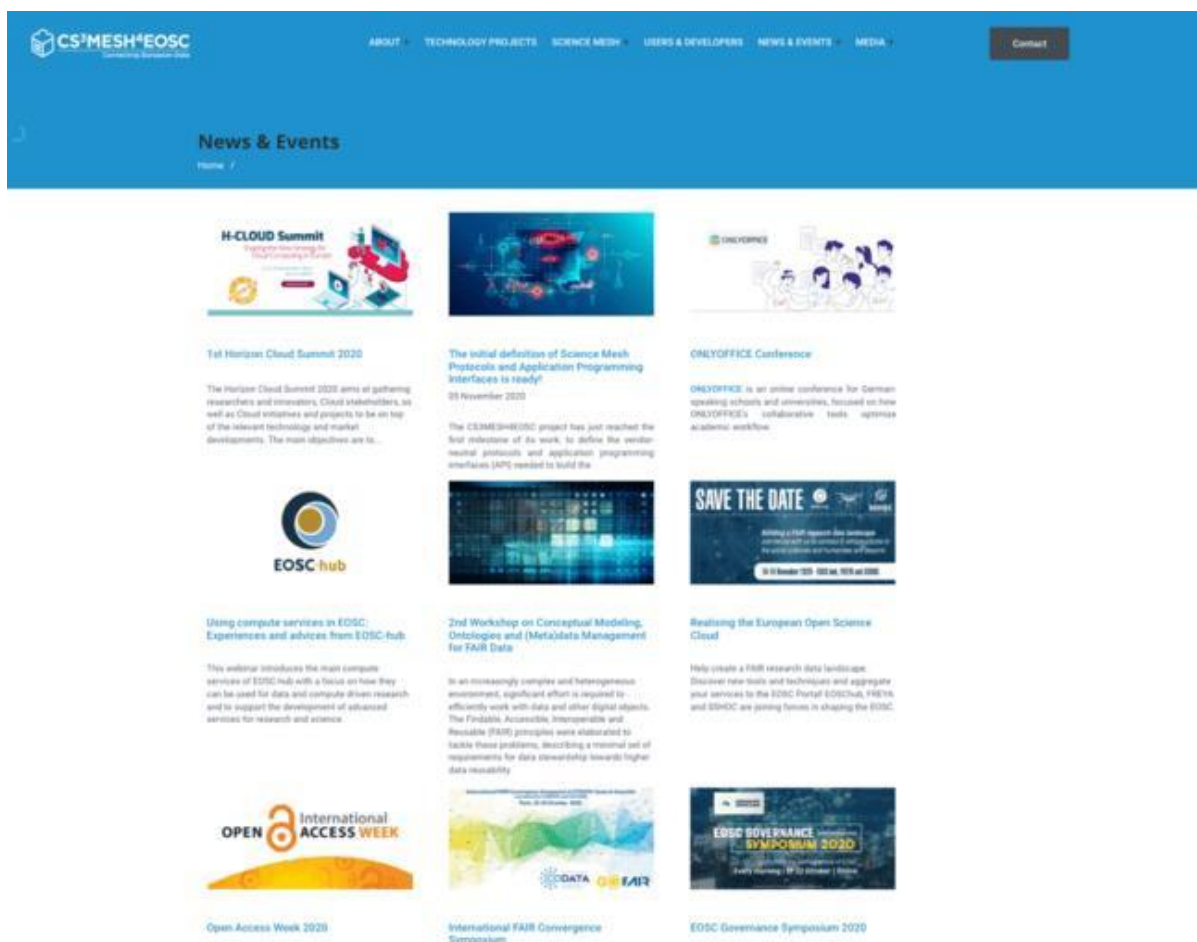 CS³MESH⁴EOSC
Connecting European Data
ABOUT TECHNOLOGY PROJECTS SCIENCE MESH USERS & DEVELOPERS NEWS & EVENTS MEDIA
Contact
News & Events
Home /
H-CLOUD Summit
Cloud Computing in Europe
ONLYOFFICE
1st Horizon Cloud Summit 2020
The Horizon Cloud Summit 2020 aims at gathering
researchers and innovators, Cloud stakeholders, as
well as Cloud initiatives and projects to be on top
of the relevant technology and market
developments. The main objectives are to...
The initial definition of Science Mesh
Protocols and Application Programming
Interfaces is ready!
05 November 2020
The CS3MESH4EOSC project has just reached the
first milestone of its work, to define the vendor-
neutral protocols and application programming
interfaces (API) needed to build the
ONLYOFFICE Conference
ONLYOFFICE is an online conference for German-
speaking schools and universities, focused on how
ONLYOFFICE's collaborative tools optimize
academic workflow.
EOSC-hub
SAVE THE DATE
Using compute services in EOSC:
Experiences and advices from EOSC-hub
This webinar introduces the main compute
services of EOSC-hub with a focus on how they
can be used for data and compute driven research
and to support the development of advanced
services for research and science.
2nd Workshop on Conceptual Modeling,
Ontologies and (Meta)data Management
for FAIR Data
In an increasingly complex and heterogeneous
environment, significant effort is required to
efficiently work with data and other digital objects.
The Findable, Accessible, Interoperable and
Reusable (FAIR) principles were elaborated to
tackle these problems, describing a minimal set of
requirements for data stewardship towards higher
data reusability
Realising the European Open Science
Cloud
Help create a FAIR research data landscape.
Discover new tools and techniques and aggregate
your services to the EOSC Portal! EOSChub, FREYA
and SSHOC are joining forces in shaping the EOSC.
International
OPEN ACCESS WEEK
CODATA GO FAIR
EOSC GOVERNANCE
SYMPOSIUM 2020
Open Access Week 2020
International FAIR Convergence
Symposium
EOSC Governance Symposium 2020